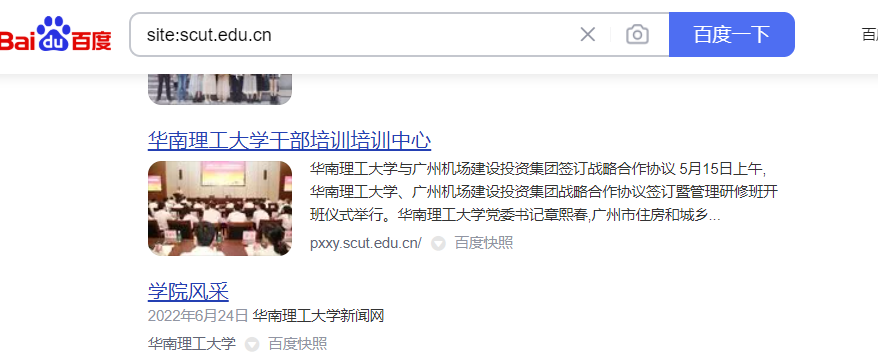 Bai du 百度
site:scut.edu.cn
百度一下
百
华南理工大学干部培训培训中心
华南理工大学与广州机场建设投资集团签订战略合作协议 5月15日上午,
华南理工大学、广州机场建设投资集团战略合作协议签订暨管理研修班开
班仪式举行。华南理工大学党委书记章熙春,广州市住房和城乡...
pxxy.scut.edu.cn/ 百度快照
学院风采
2022年6月24日 华南理工大学新闻网
华南理工大学 百度快照